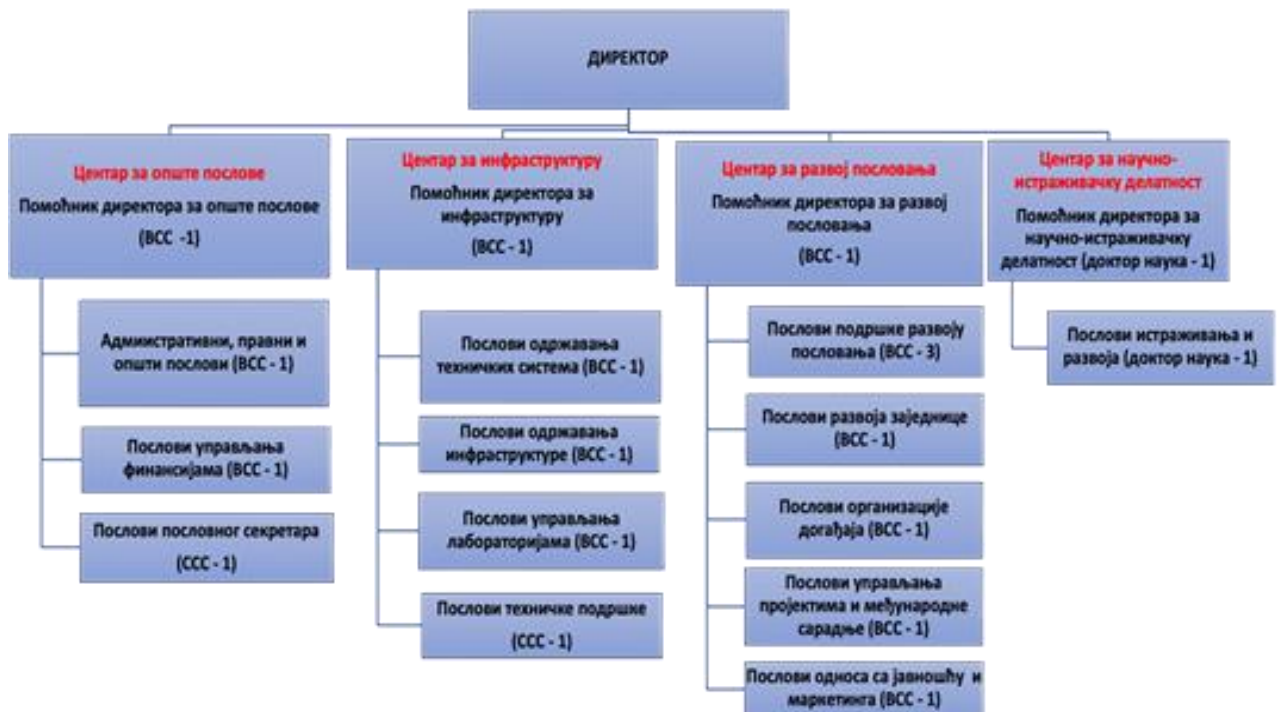 ДИРЕКТОР
Центар за опште послове
Помоћник директора за опште послове
(ВСС -1)
Админстративни, правни и
општи послови (ВСС - 1)
Послови управљања
финансијама (ВСС - 1)
Послови пословног секретара
(ССС - 1)
Центар за инфраструктуру
Помоћник директора за
инфраструктуру
(ВСС - 1)
Послови одржавања
техничких система (ВСС - 1)
Послови одржавања
инфраструктуре (ВСС - 1)
Послови управљања
лабораторијама (ВСС - 1)
Послови техничке подршке
(ССС - 1)
Центар за развој пословања
Помоћник директора за развој
пословања
(ВСС - 1)
Послови подршке развоју
пословања (ВСС - 3)
Послови развоја заједнице
(ВСС - 1)
Послови организације
догађаја (ВСС - 1)
Послови управљања
пројектима и међународне
сарадње (ВСС - 1)
Послови односа са јавношћу и
маркетинга (ВСС - 1)
Центар за научно-
истраживачку делатност
Помоћник директора за
научно-истраживачку
делатност (доктор наука - 1)
Послови истраживања и
развоја (доктор наука - 1)